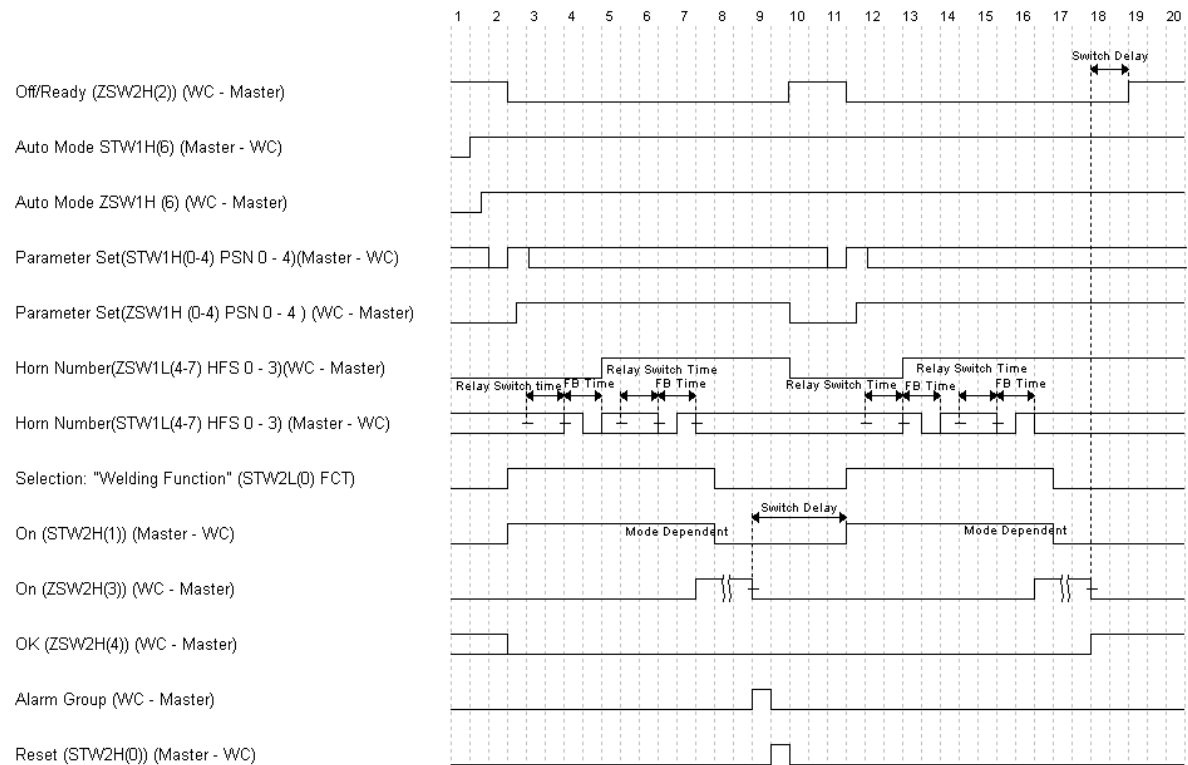 1 2 3 4 5 6 7 8 9 10 11 12 13 14 15 16 17 18 19 20
Switch Delay
Off/Ready (ZSW2H(2)) (WC - Master)
Auto Mode STW1H(6) (Master - WC)
Auto Mode ZSW1H (6) (WC - Master)
Parameter Set(STW1H(0-4) PSN 0 - 4)(Master - WC)
Parameter Set(ZSW1H (0-4) PSN 0 - 4 ) (WC - Master)
Horn Number(ZSW1L(4-7) HFS 0 - 3)(WC - Master)
Relay Switch Time Relay Switch Time
Relay Switch time FB Time FB Time Relay Switch Time FB Time FB Time
Horn Number(STW1L(4-7) HFS 0 - 3) (Master - WC)
Selection: "Welding Function" (STW2L(0) FCT)
Switch Delay
On (STW2H(1)) (Master - WC) Mode Dependent Mode Dependent
On (ZSW2H(3)) (WC - Master)
OK (ZSW2H(4)) (WC - Master)
Alarm Group (WC - Master)
Reset (STW2H(0)) (Master - WC)